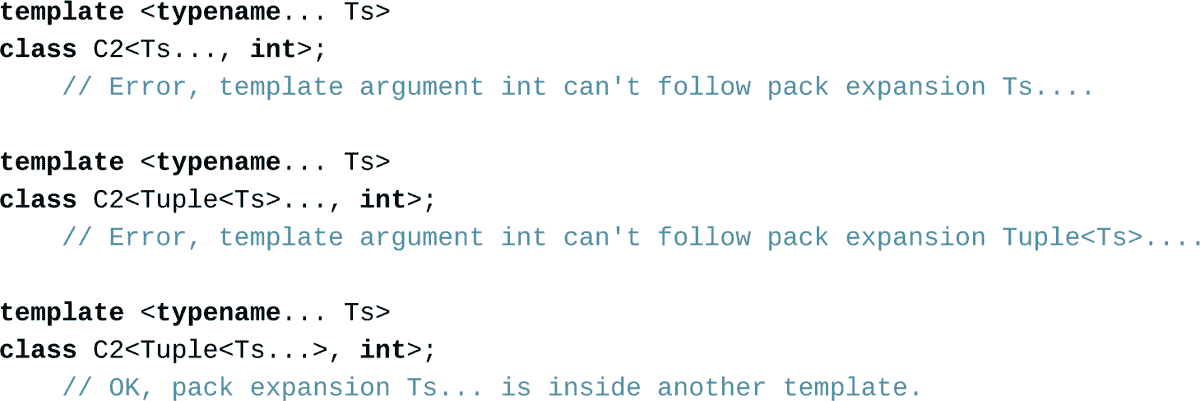 template <typename... Ts>
class C2<Ts..., int>;
    // Error, template argument int can't follow pack expansion Ts....
template <typename... Ts>
class C2<Tuple<Ts>..., int>;
    // Error, template argument int can't follow pack expansion Tuple<Ts>....
template <typename... Ts>
class C2<Tuple<Ts...>, int>;
    // OK, pack expansion Ts... is inside another template.